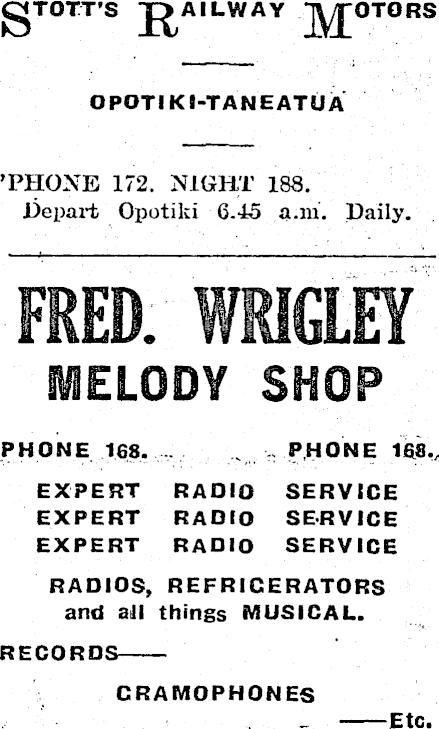 STOTT'S RAILWAY MOTORS
OPOTIKI-TANEATUA
'PHONE 172. NIGHT 188.
Depart Opotiki 6.45 a.m. Daily.
FRED. WRIGLEY
MELODY SHOP
PHONE 168. PHONE 168.
EXPERT RADIO SERVICE
EXPERT RADIO SERVICE
EXPERT RADIO SERVICE
RADIOS, REFRIGERATORS
and all things MUSICAL.
RECORDS——
GRAMOPHONES
——Etc.